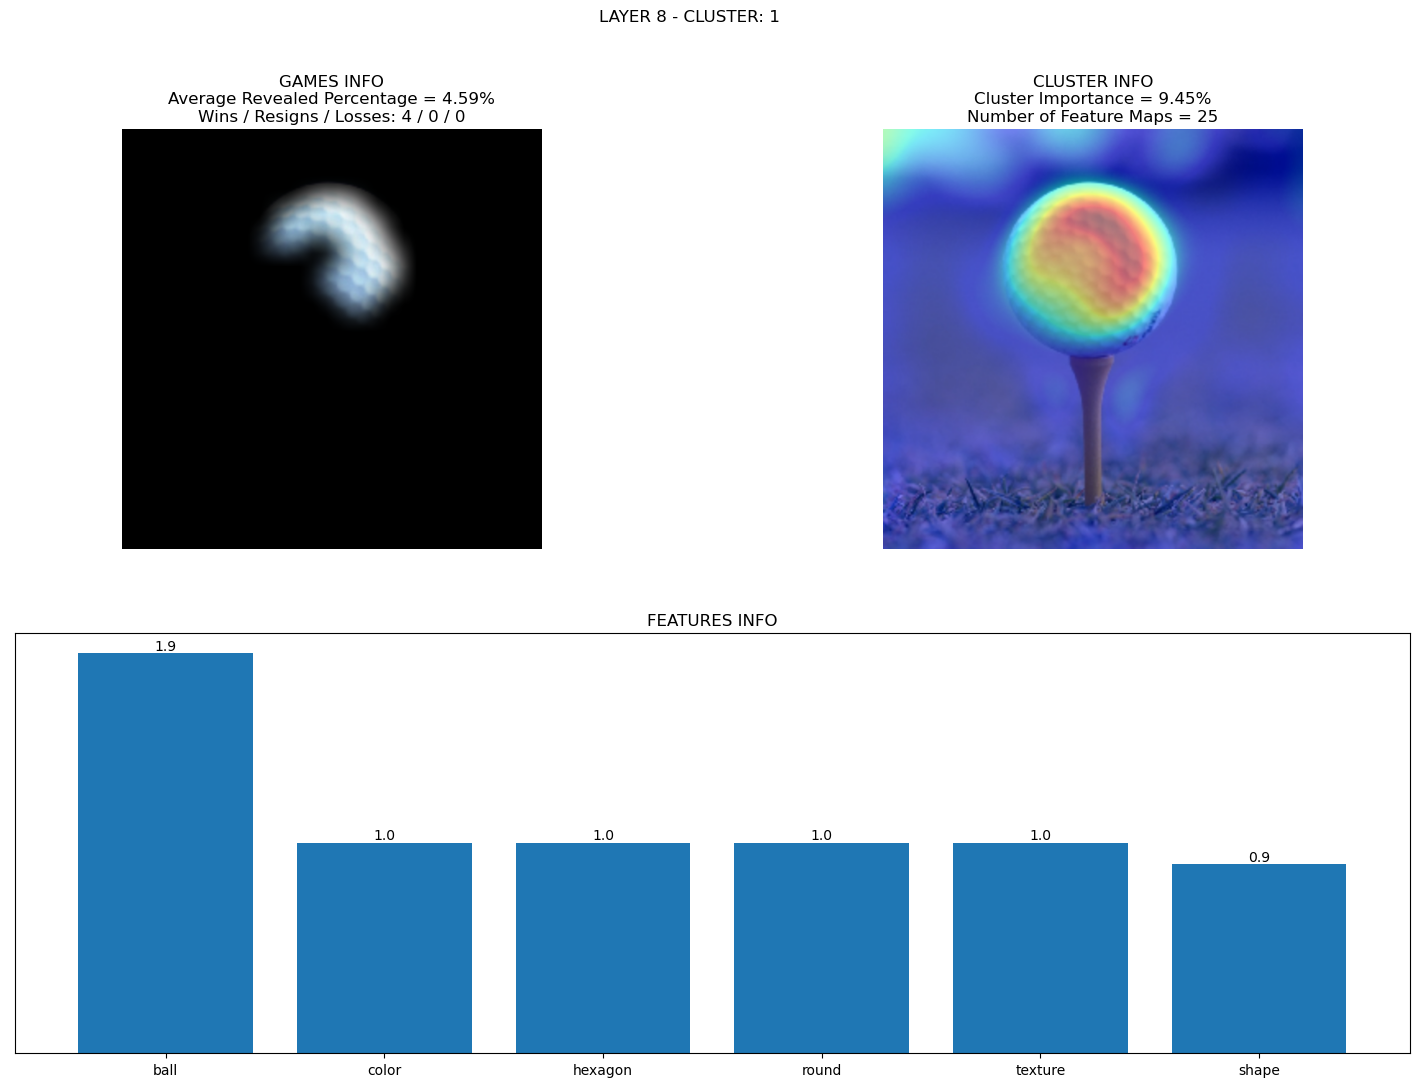 LAYER 8 - CLUSTER: 1
GAMES INFO
Average Revealed Percentage = 4.59%
Wins / Resigns / Losses: 4 / 0 / 0
CLUSTER INFO
Cluster Importance = 9.45%
Number of Feature Maps = 25
FEATURES INFO
1.9
1.0
1.0
1.0
1.0
0.9
ball
color
hexagon
round
texture
shape